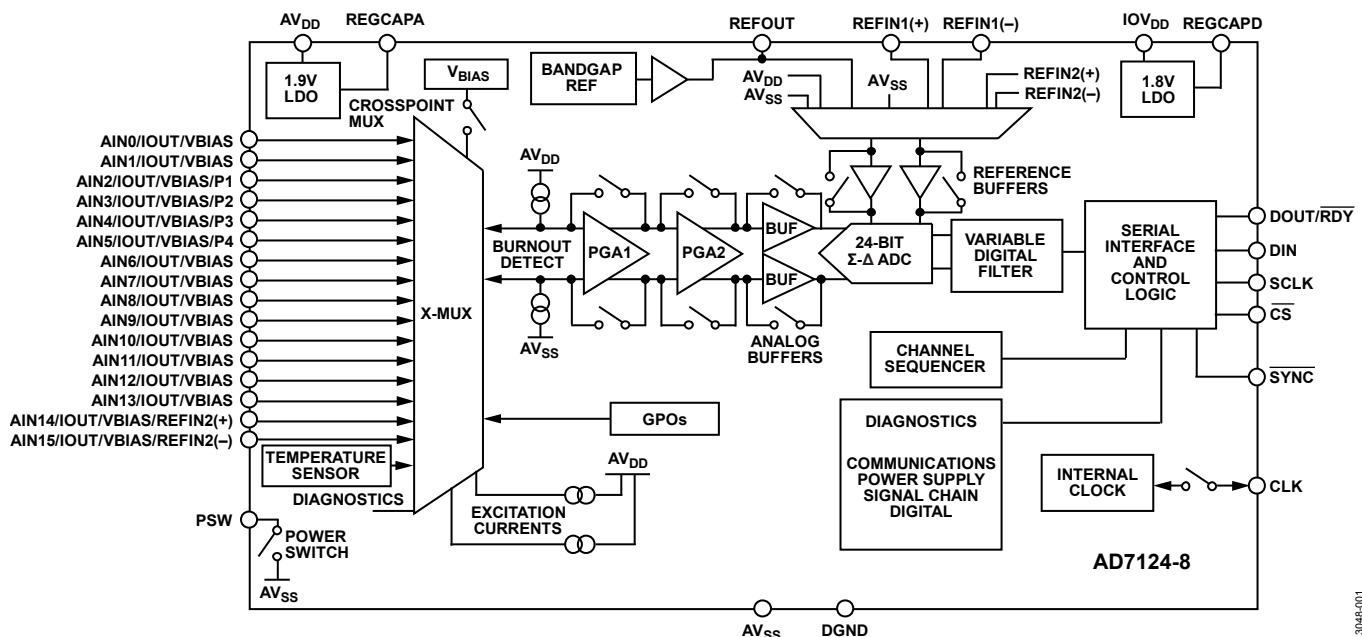 AVDD
REGCAPA
REFOUT
REFIN1(+)
REFIN1(–)
IOVDD
REGCAPD
1.9V
LDO
VBIAS
BANDGAP
REF
AVDD
AVSS
AVSS
REFIN2(+)
REFIN2(–)
1.8V
LDO
CROSSPOINT
MUX
AIN0/IOUT/VBIAS
AIN1/IOUT/VBIAS
AIN2/IOUT/VBIAS/P1
AIN3/IOUT/VBIAS/P2
AIN4/IOUT/VBIAS/P3
AIN5/IOUT/VBIAS/P4
AIN6/IOUT/VBIAS
AIN7/IOUT/VBIAS
AIN8/IOUT/VBIAS
AIN9/IOUT/VBIAS
AIN10/IOUT/VBIAS
AIN11/IOUT/VBIAS
AIN12/IOUT/VBIAS
AIN13/IOUT/VBIAS
AIN14/IOUT/VBIAS/REFIN2(+)
AIN15/IOUT/VBIAS/REFIN2(–)
X-MUX
AVDD
BURNOUT
DETECT
AVSS
PGA1
PGA2
BUF
BUF
ANALOG
BUFFERS
REFERENCE
BUFFERS
24-BIT
Σ-Δ ADC
VARIABLE
DIGITAL
FILTER
SERIAL
INTERFACE
AND
CONTROL
LOGIC
DOUT/RDY
DIN
SCLK
CS
SYNC
CHANNEL
SEQUENCER
GPOs
DIAGNOSTICS
COMMUNICATIONS
POWER SUPPLY
SIGNAL CHAIN
DIGITAL
TEMPERATURE
SENSOR
DIAGNOSTICS
AVDD
EXCITATION
CURRENTS
INTERNAL
CLOCK
CLK
PSW
POWER
SWITCH
AVSS
AD7124-8
AVSS
DGND
3048-001